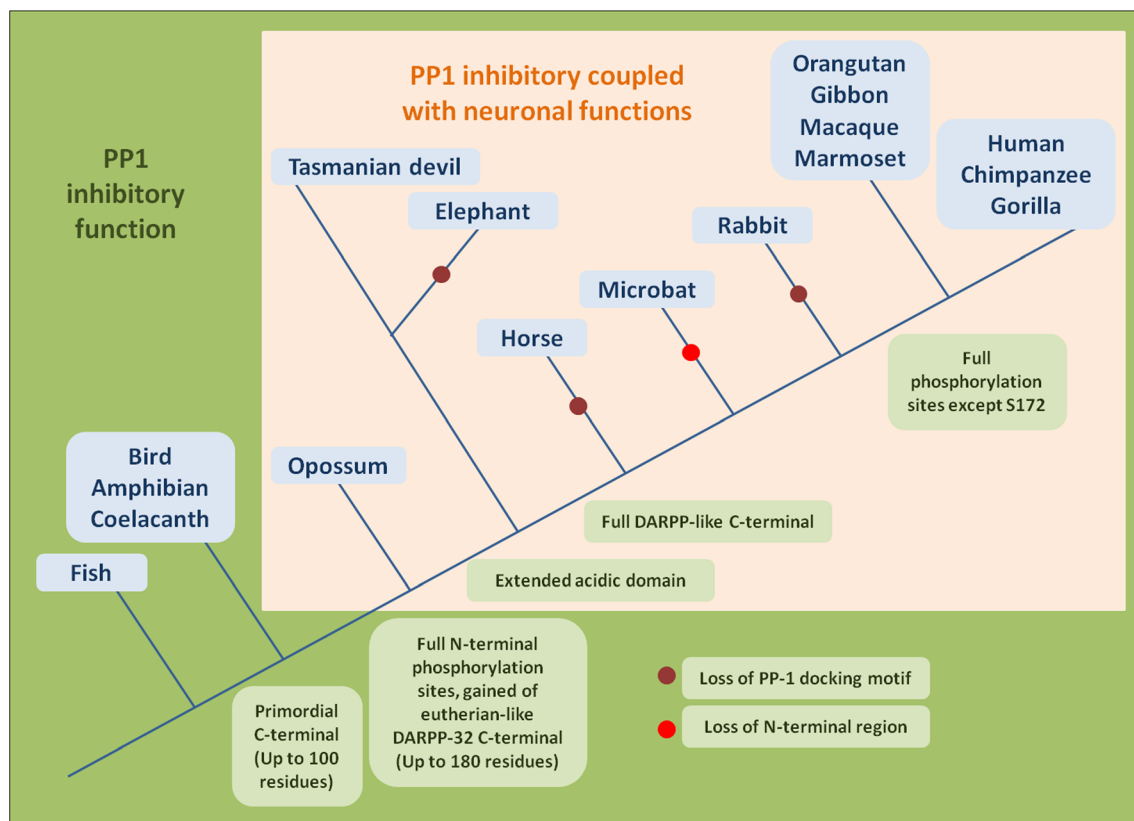 PP1 inhibitory coupled
with neuronal functions
PP1
inhibitory
function
Orangutan
Gibbon
Macaque
Marmoset
Human
Chimpanzee
Gorilla
Tasmanian devil
Elephant
Rabbit
Microbat
Horse
Full
phosphorylation
sites except S172
Opossum
Bird
Amphibian
Coelacanth
Full DARPP-like C-terminal
Fish
Extended acidic domain
Full N-terminal
phosphorylation
sites, gained of
eutherian-like
DARPP-32 C-terminal
(Up to 180 residues)
Primordial
C-terminal
(Up to 100
residues)
Loss of PP-1 docking motif
Loss of N-terminal region